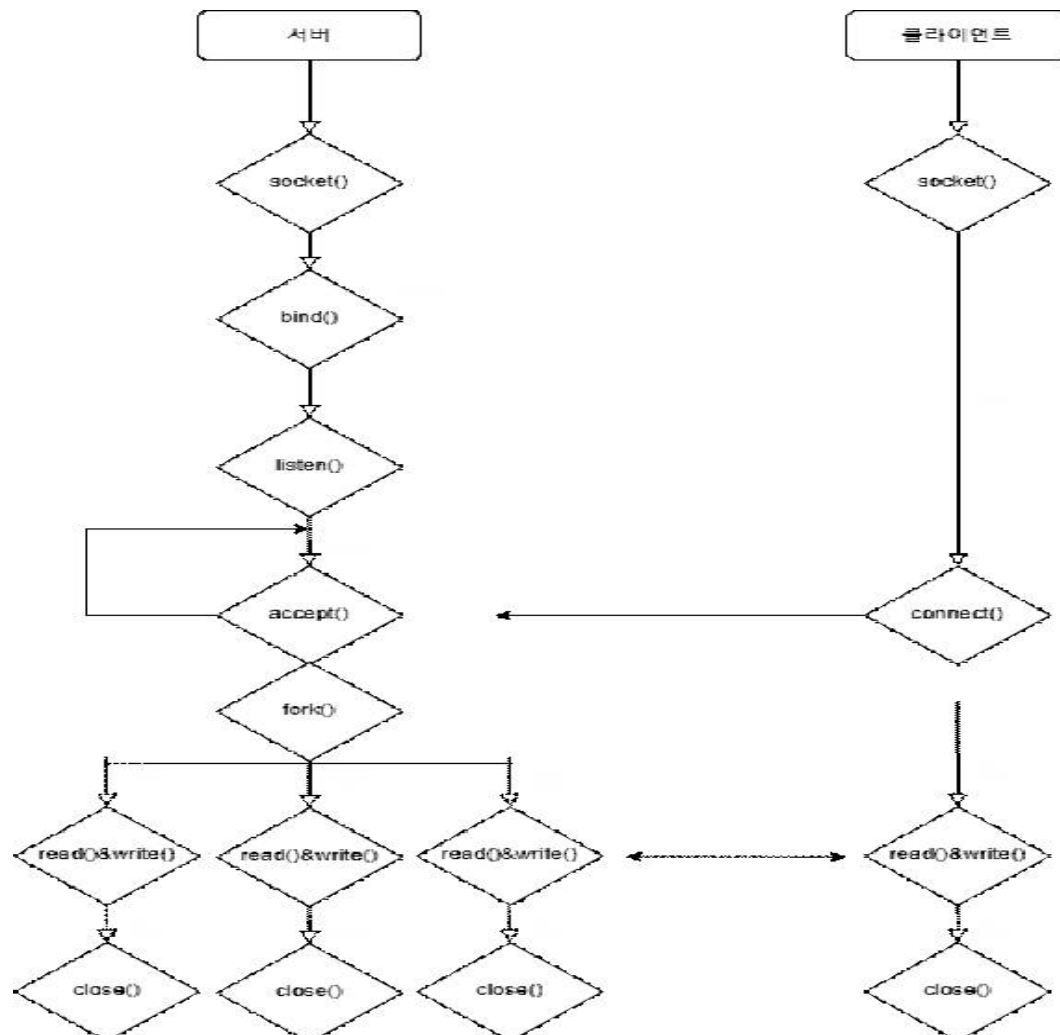 서버
클라이언트
socket()
socket()
bind()
listen()
accept()
connect()
fork()
read()&write()
read()&write()
read()&write()
read()&write()
close()
close()
close()
close()